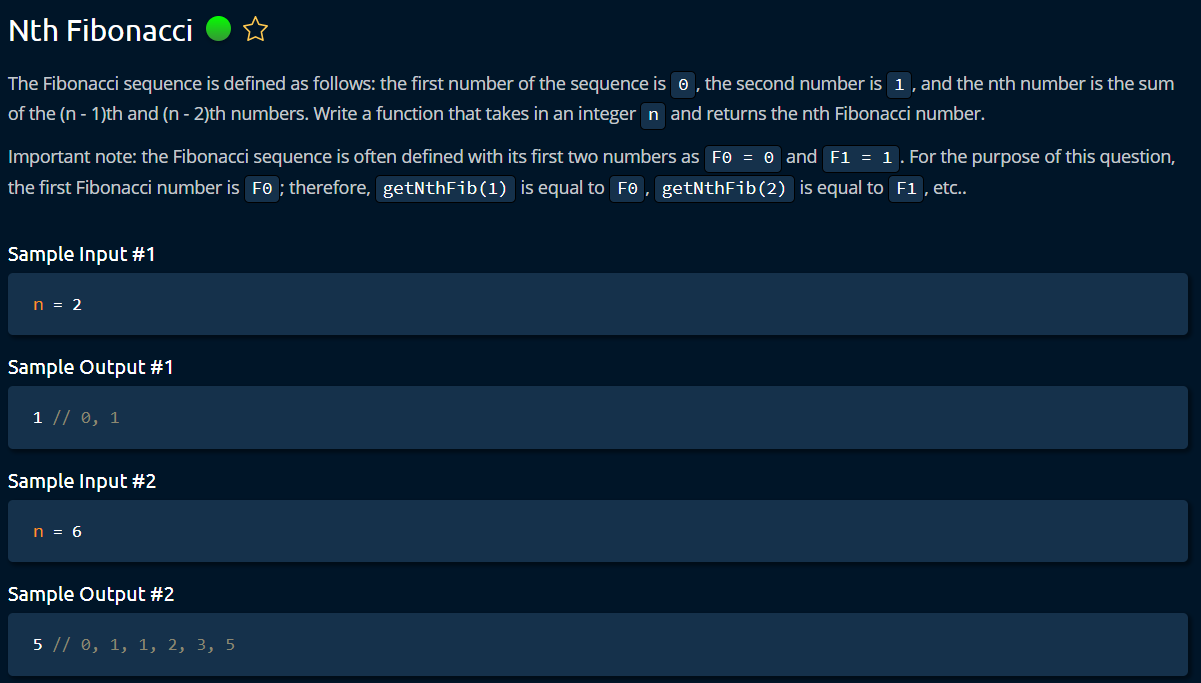 Nth Fibonacci
The Fibonacci sequence is defined as follows: the first number of the sequence is 0, the second number is 1, and the nth number is the sum
of the (n - 1)th and (n - 2)th numbers. Write a function that takes in an integer n and returns the nth Fibonacci number.
Important note: the Fibonacci sequence is often defined with its first two numbers as F0 = 0 and F1 = 1. For the purpose of this question,
the first Fibonacci number is F0; therefore, getNthFib(1) is equal to F0, getNthFib(2) is equal to F1, etc..
Sample Input #1
n = 2
Sample Output #1
1 // 0, 1
Sample Input #2
n = 6
Sample Output #2
5 // 0, 1, 1, 2, 3, 5